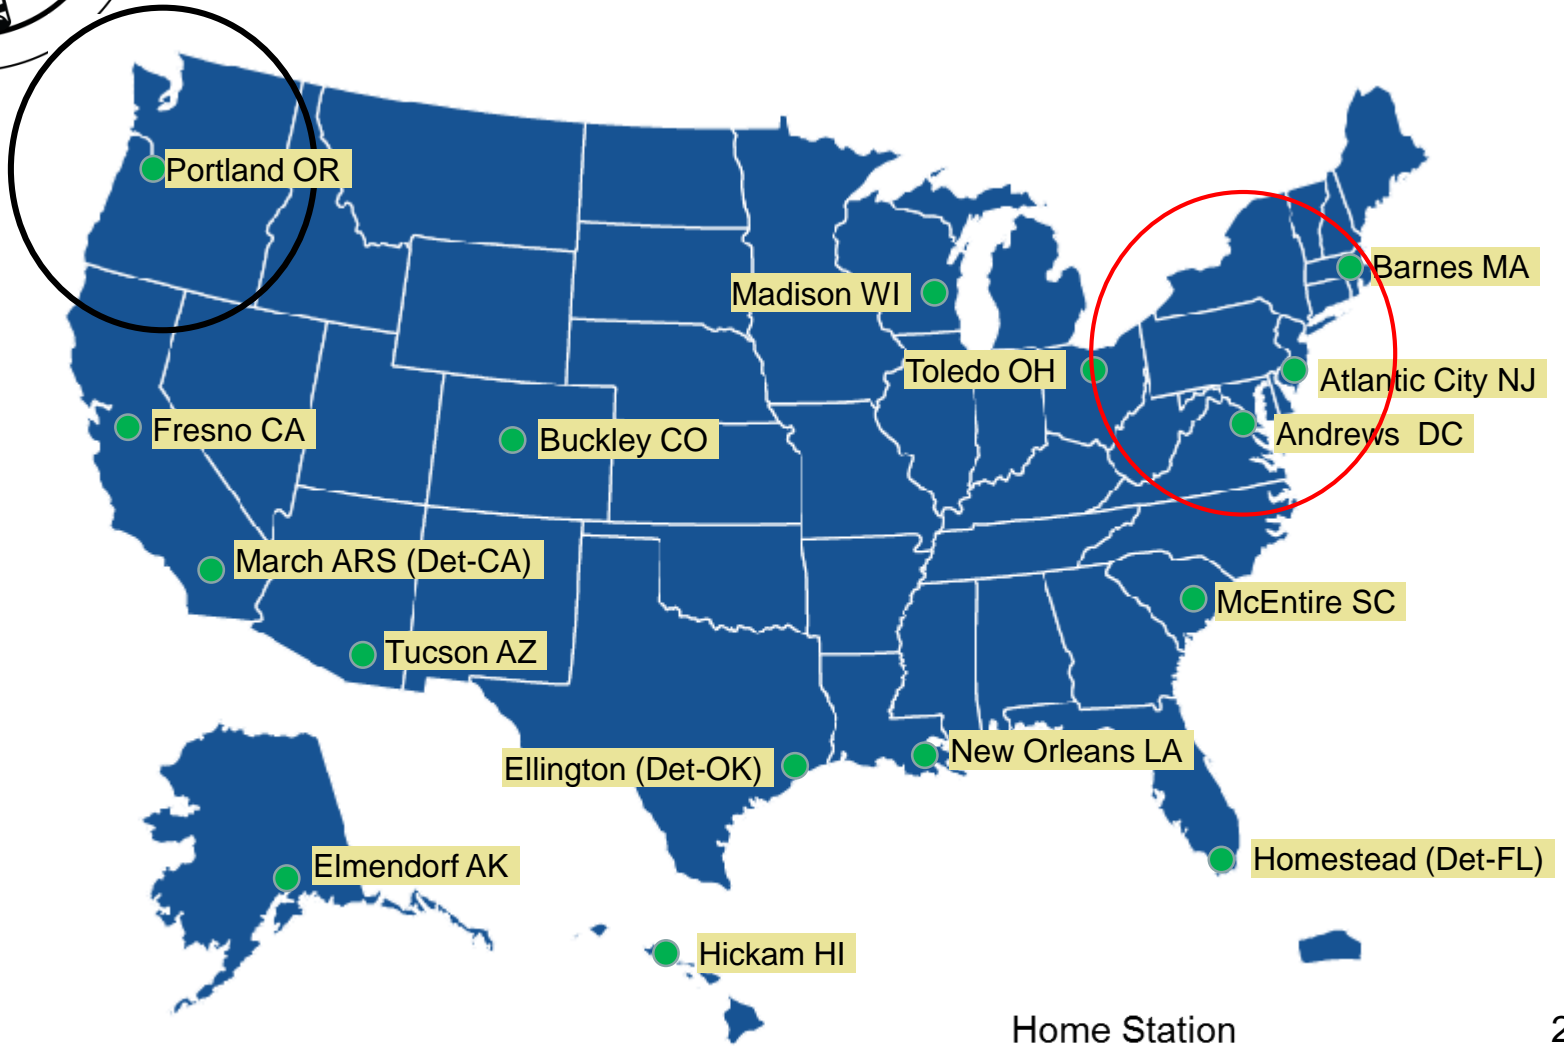 Portland OR
Barnes MA
Madison WI
Toledo OH
Atlantic City NJ
Fresno CA
Buckley CO
Andrews  DC
March ARS (Det-CA)
McEntire SC
Tucson AZ
New Orleans LA
Ellington (Det-OK)
Elmendorf AK
Homestead (Det-FL)
Hickam HI
Home Station
2